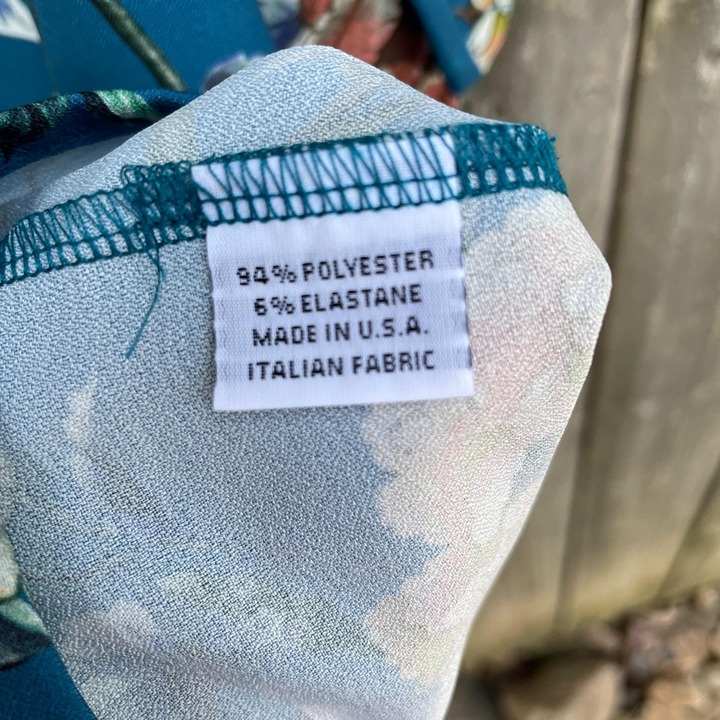 94% POLYESTER
6% ELASTANE
MADE IN U.S.A.
ITALIAN FABRIC